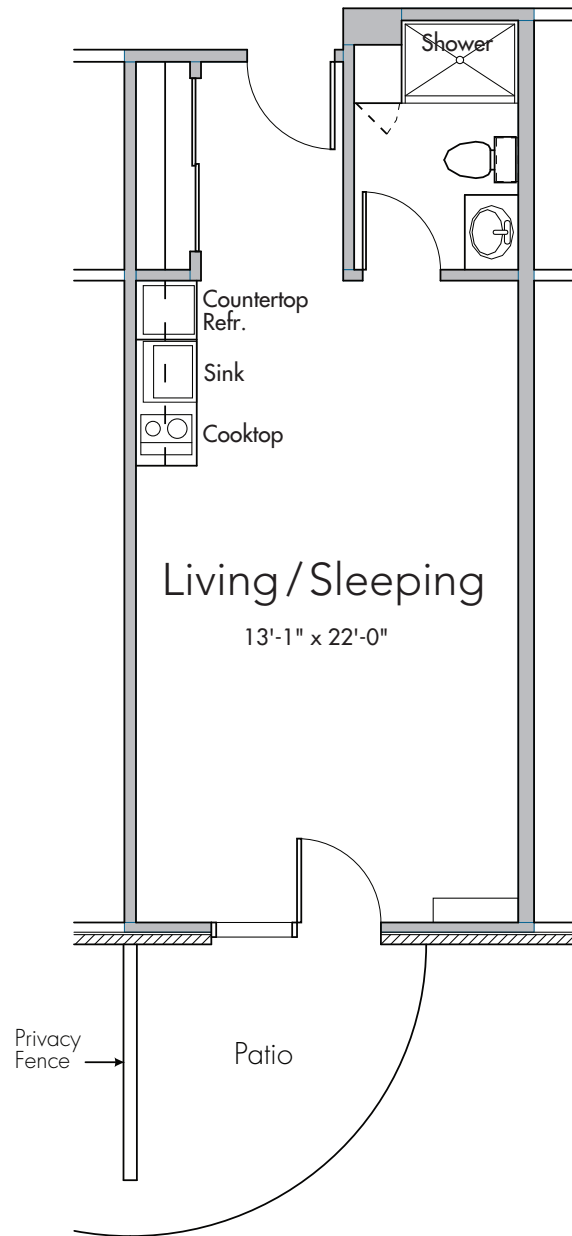 Shower
Countertop
Refr.
Sink
Cooktop
Living / Sleeping
13'-1" x 22'-0"
Privacy
Fence
Patio